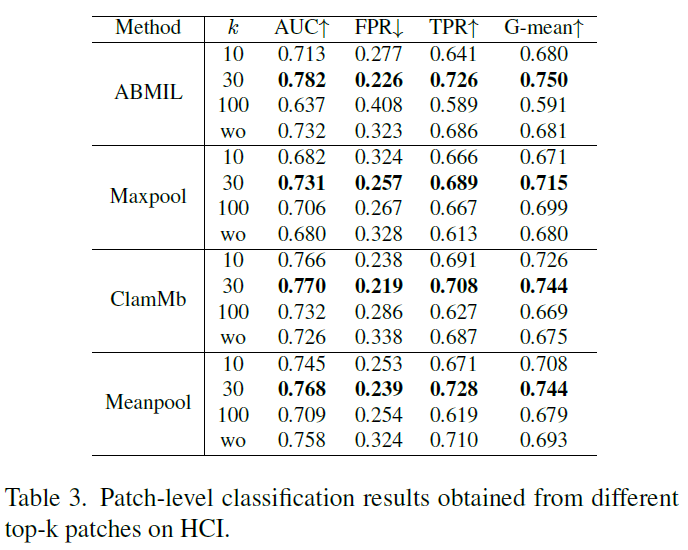 Method k AUC↑ FPR↓ TPR↑ G-mean↑
10 0.713 0.277 0.641 0.680
30 0.782 0.226 0.726 0.750
ABMIL
100 0.637 0.408 0.589 0.591
wo 0.732 0.323 0.686 0.681
10 0.682 0.324 0.666 0.671
30 0.731 0.257 0.689 0.715
Maxpool
100 0.706 0.267 0.667 0.699
wo 0.680 0.328 0.613 0.680
10 0.766 0.238 0.691 0.726
30 0.770 0.219 0.708 0.744
ClamMb
100 0.732 0.286 0.627 0.669
wo 0.726 0.338 0.687 0.675
10 0.745 0.253 0.671 0.708
30 0.768 0.239 0.728 0.744
Meanpool
100 0.709 0.254 0.619 0.679
wo 0.758 0.324 0.710 0.693
Table 3. Patch-level classification results obtained from different
top-k patches on HCI.